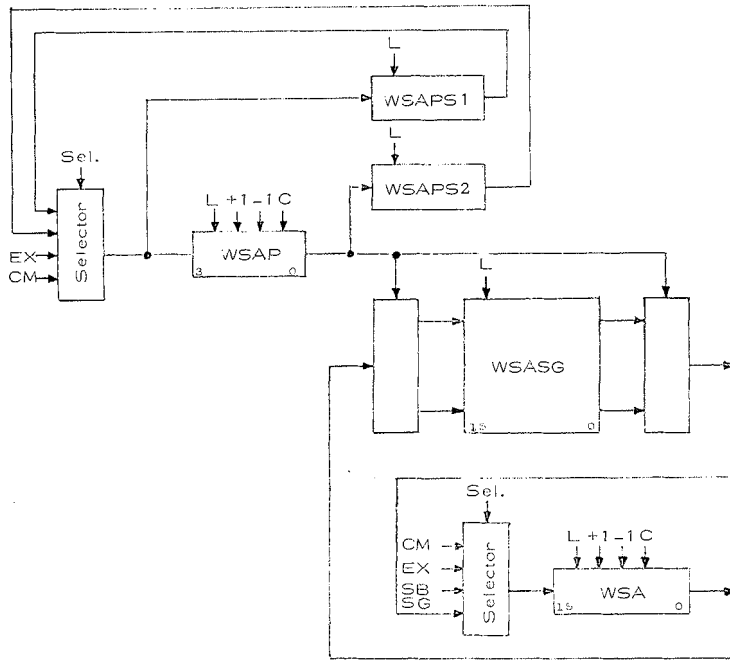 L
WSAPS1
L
Sel.
WSAPS2
L +1 -1 C
Selector
EX
CM
WSAP
3 0
L
WSASG
15 0
Sel.
CM
EX
SB
SG
Selector
L +1 -1 C
WSA
15 0